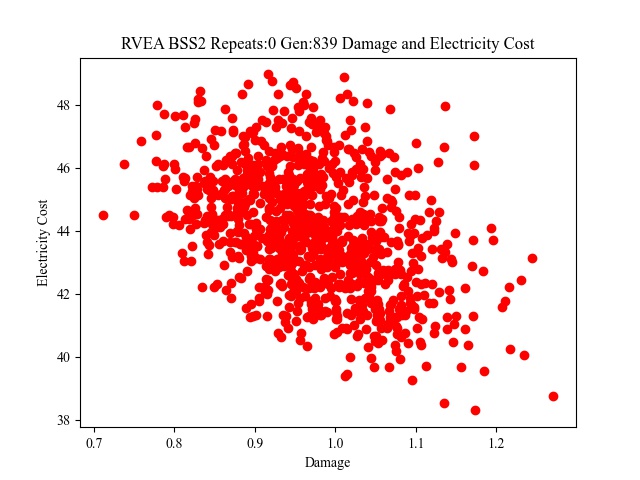 RVEA BSS2 Repeats:0 Gen:839 Damage and Electricity Cost
48
46
44
42
40
38
Electricity Cost
0.7 0.8 0.9 1.0 1.1 1.2
Damage